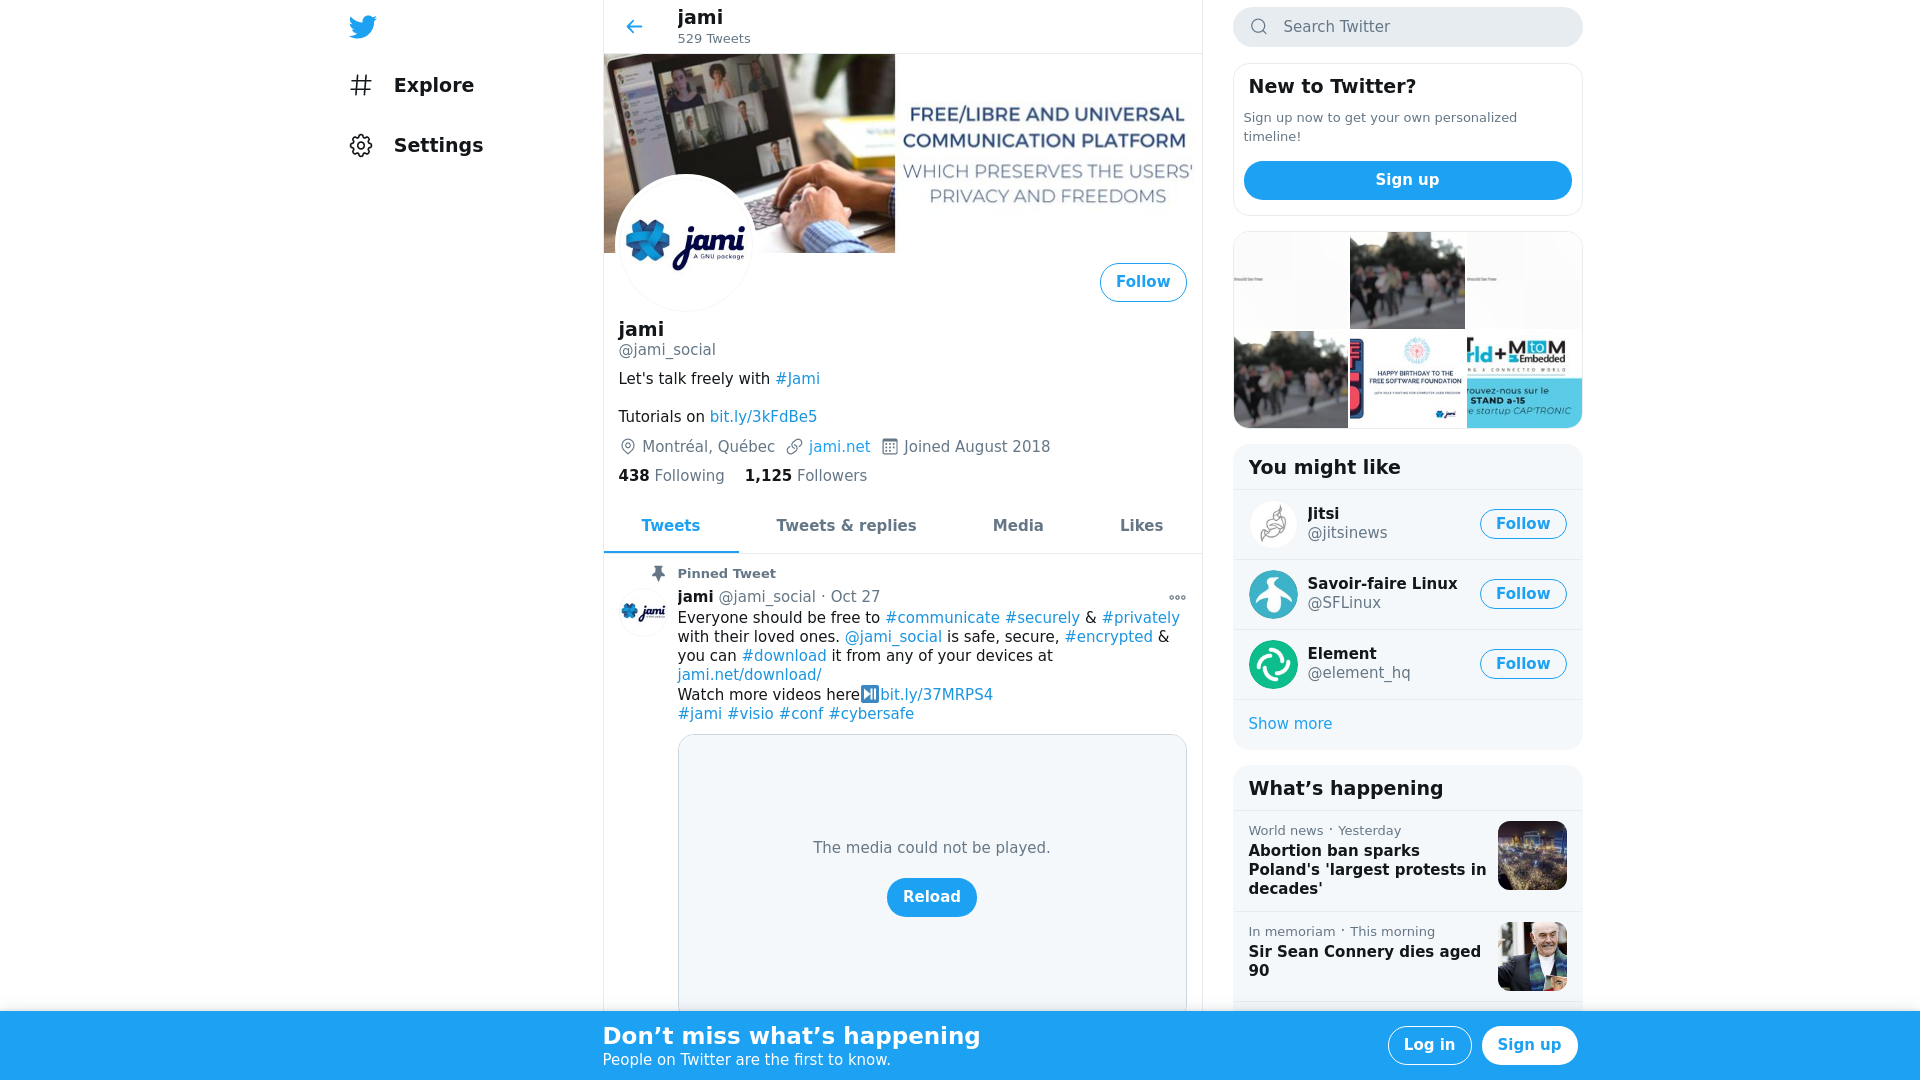 Explore
Settings
jami
529 Tweets
FREE/LIBRE AND UNIVERSAL
COMMUNICATION PLATFORM
WHICH PRESERVES THE USERS'
PRIVACY AND FREEDOMS
jami
A GNU package
Follow
jami
@jami_social
Let's talk freely with #Jami
Tutorials on bit.ly/3kFdBe5
Montréal, Québec jami.net Joined August 2018
438 Following 1,125 Followers
Tweets Tweets & replies Media Likes
Pinned Tweet
jami @jami_social · Oct 27
jami
Everyone should be free to #communicate #securely & #privately
with their loved ones. @jami_social is safe, secure, #encrypted &
you can #download it from any of your devices at
jami.net/download/
Watch more videos here⏯bit.ly/37MRPS4
#jami #visio #conf #cybersafe
The media could not be played.
Reload
Search Twitter
New to Twitter?
Sign up now to get your own personalized
timeline!
Sign up
HAPPY BIRTHDAY TO THE
FREE SOFTWARE FOUNDATION
jami
rld+MtoM
Embedded
NG A CONNECTED WORLD
rouvez-nous sur le
STAND a-15
e startup CAP'TRONIC
You might like
Jitsi
@jitsinews
Follow
Savoir-faire Linux
@SFLinux
Follow
Element
@element_hq
Follow
Show more
What’s happening
World news · Yesterday
Abortion ban sparks
Poland's 'largest protests in
decades'
In memoriam · This morning
Sir Sean Connery dies aged
90
Don’t miss what’s happening
People on Twitter are the first to know.
Log in
Sign up